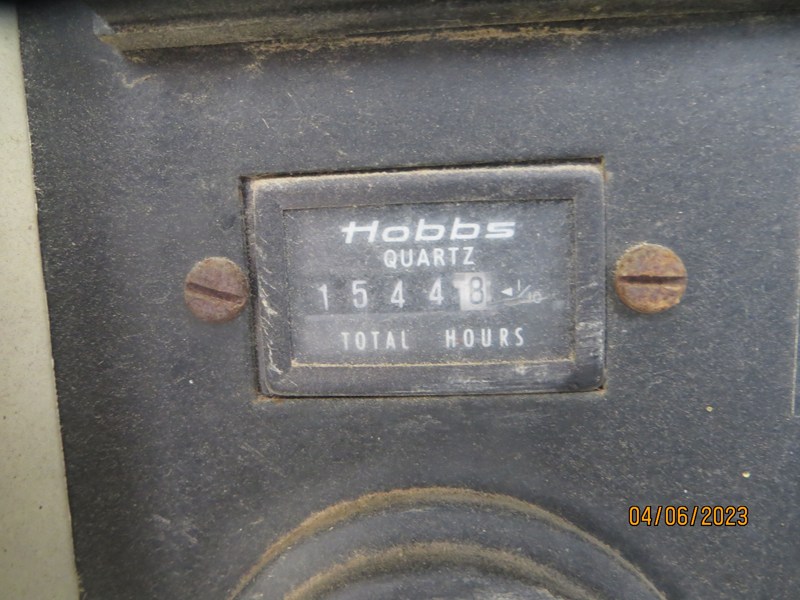 Hobbs
QUARTZ
1 5 4 4 8 ◄1/10
TOTAL HOURS
04/06/2023